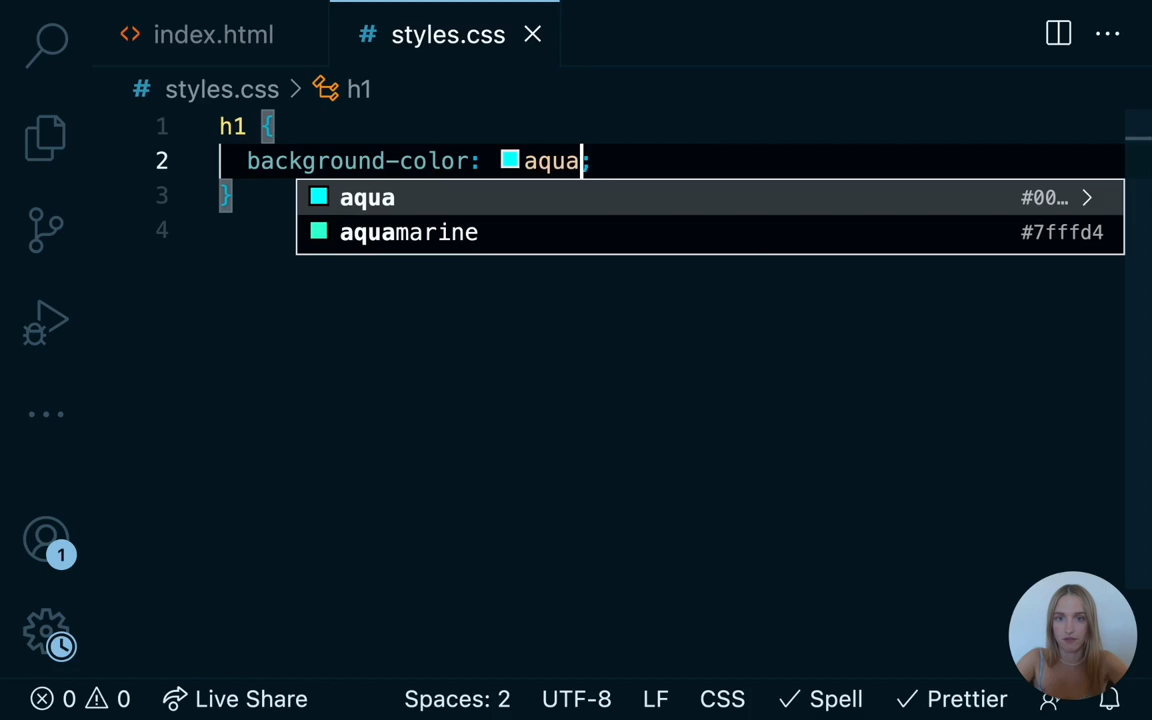 index.html
# styles.css
# styles.css > h1
1 h1 {
2 background-color: aqua;
3 }
4
aqua #00… >
aquamarine #7fffd4
1
0 0 Live Share Spaces: 2 UTF-8 LF CSS Spell Prettier